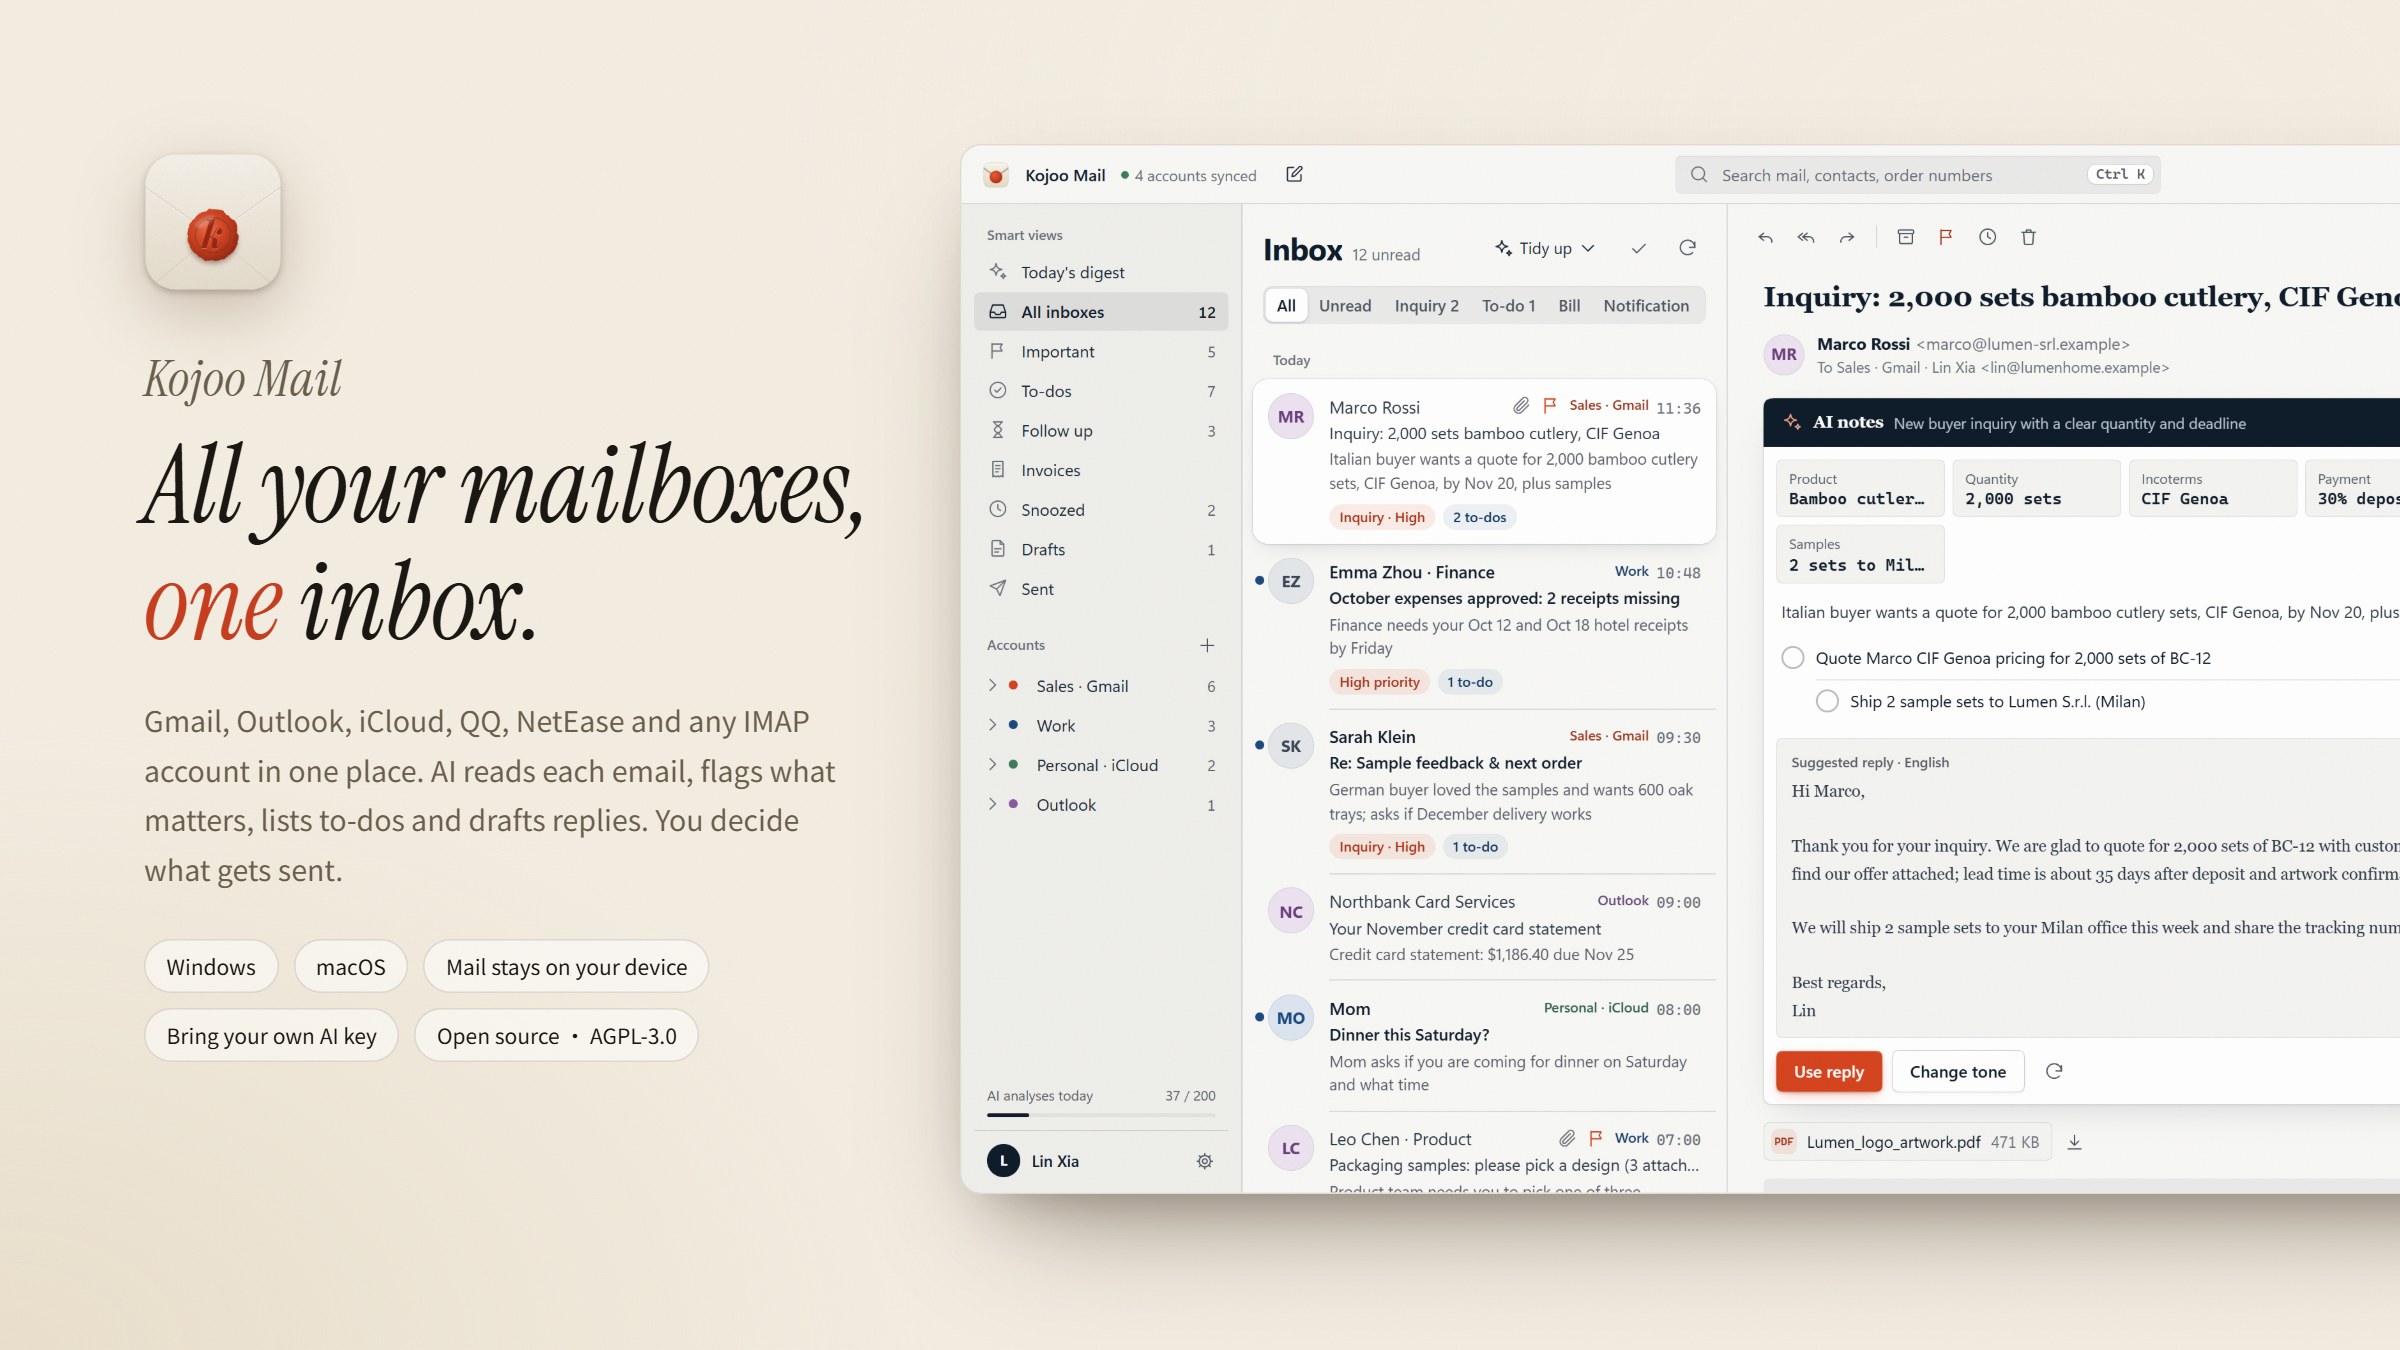 k
Kojoo Mail
All your mailboxes,
one inbox.
Gmail, Outlook, iCloud, QQ, NetEase and any IMAP
account in one place. AI reads each email, flags what
matters, lists to-dos and drafts replies. You decide
what gets sent.
Windows
macOS
Mail stays on your device
Bring your own AI key
Open source • AGPL-3.0
Kojoo Mail
4 accounts synced
Search mail, contacts, order numbers
Ctrl K
Smart views
Today's digest
All inboxes 12
Important 5
To-dos 7
Follow up 3
Invoices
Snoozed 2
Drafts 1
Sent
Accounts
Sales · Gmail 6
Work 3
Personal · iCloud 2
Outlook 1
AI analyses today 37 / 200
L Lin Xia
Inbox 12 unread
Tidy up
All Unread Inquiry 2 To-do 1 Bill Notification
Today
MR Marco Rossi Sales · Gmail 11:36
Inquiry: 2,000 sets bamboo cutlery, CIF Genoa
Italian buyer wants a quote for 2,000 bamboo cutlery
sets, CIF Genoa, by Nov 20, plus samples
Inquiry · High 2 to-dos
EZ Emma Zhou · Finance Work 10:48
October expenses approved: 2 receipts missing
Finance needs your Oct 12 and Oct 18 hotel receipts
by Friday
High priority 1 to-do
SK Sarah Klein Sales · Gmail 09:30
Re: Sample feedback & next order
German buyer loved the samples and wants 600 oak
trays; asks if December delivery works
Inquiry · High 1 to-do
NC Northbank Card Services Outlook 09:00
Your November credit card statement
Credit card statement: $1,186.40 due Nov 25
MO Mom Personal · iCloud 08:00
Dinner this Saturday?
Mom asks if you are coming for dinner on Saturday
and what time
LC Leo Chen · Product Work 07:00
Packaging samples: please pick a design (3 attach…
Product team needs you to pick one of three
Inquiry: 2,000 sets bamboo cutlery, CIF Geno
MR Marco Rossi <marco@lumen-srl.example>
To Sales · Gmail · Lin Xia <lin@lumenhome.example>
AI notes New buyer inquiry with a clear quantity and deadline
Product
Bamboo cutler…
Quantity
2,000 sets
Incoterms
CIF Genoa
Payment
30% depos
Samples
2 sets to Mil…
Italian buyer wants a quote for 2,000 bamboo cutlery sets, CIF Genoa, by Nov 20, plus
Quote Marco CIF Genoa pricing for 2,000 sets of BC-12
Ship 2 sample sets to Lumen S.r.l. (Milan)
Suggested reply · English
Hi Marco,
Thank you for your inquiry. We are glad to quote for 2,000 sets of BC-12 with custom
find our offer attached; lead time is about 35 days after deposit and artwork confirma
We will ship 2 sample sets to your Milan office this week and share the tracking num
Best regards,
Lin
Use reply
Change tone
PDF Lumen_logo_artwork.pdf 471 KB